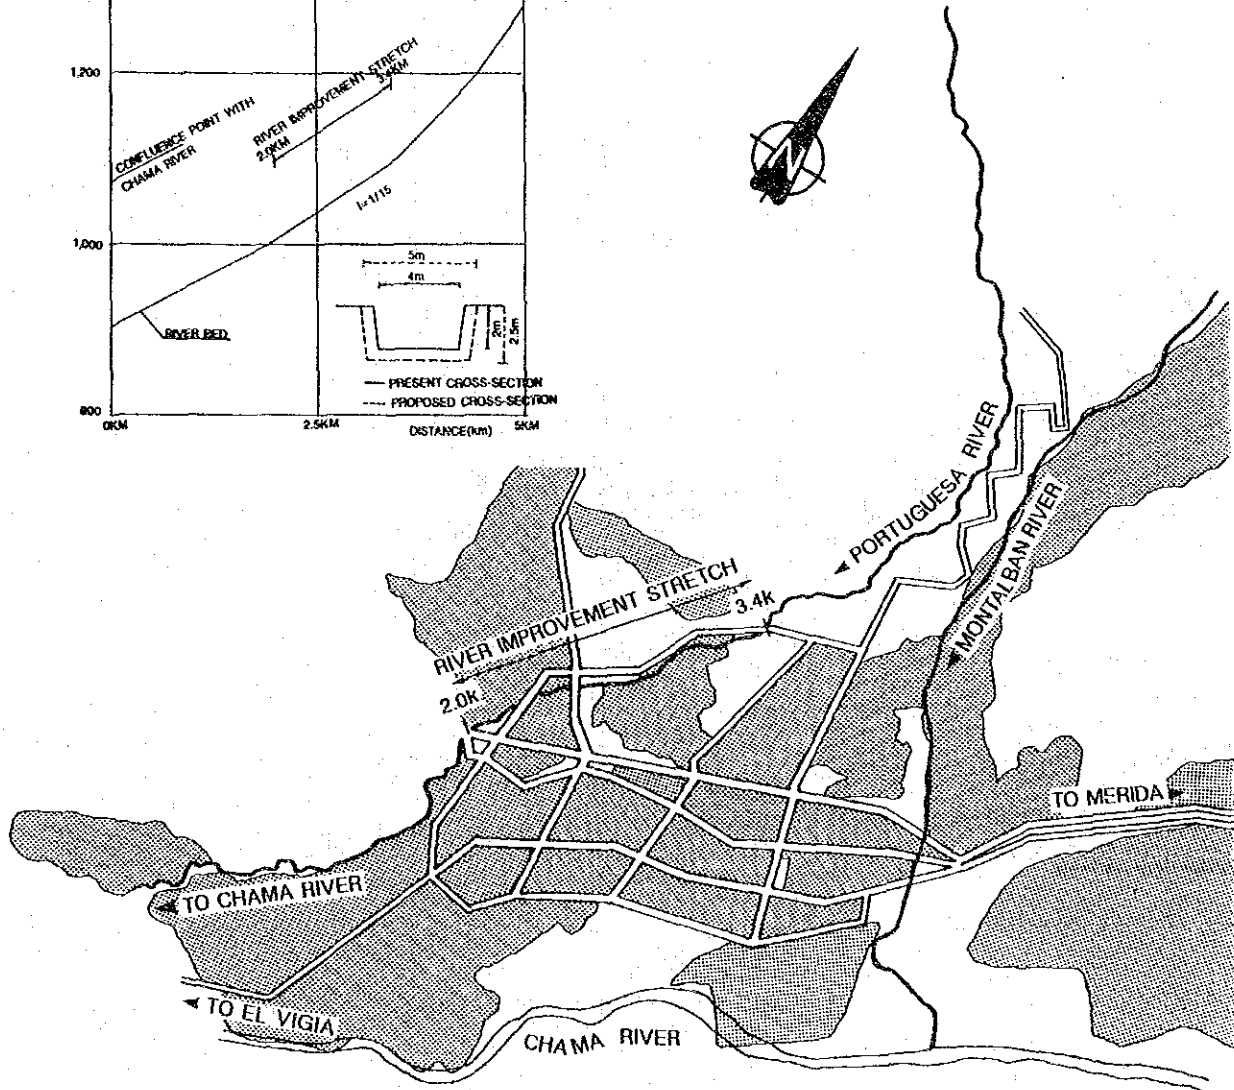 1,200
RIVER IMPROVEMENT STRETCH
3.4KM
2.0KM
CONFLUENCE POINT WITH
CHAMA RIVER
I=1/15
1,000
5m
4m
2m
2.5m
RIVER BED
PRESENT CROSS-SECTION
PROPOSED CROSS-SECTION
800
0KM
2.5KM
5KM
DISTANCE(km)
N
PORTUGUESA RIVER
MONTALBAN RIVER
RIVER IMPROVEMENT STRETCH
3.4K
2.0K
TO MERIDA
TO CHAMA RIVER
TO EL VIGIA
CHAMA RIVER